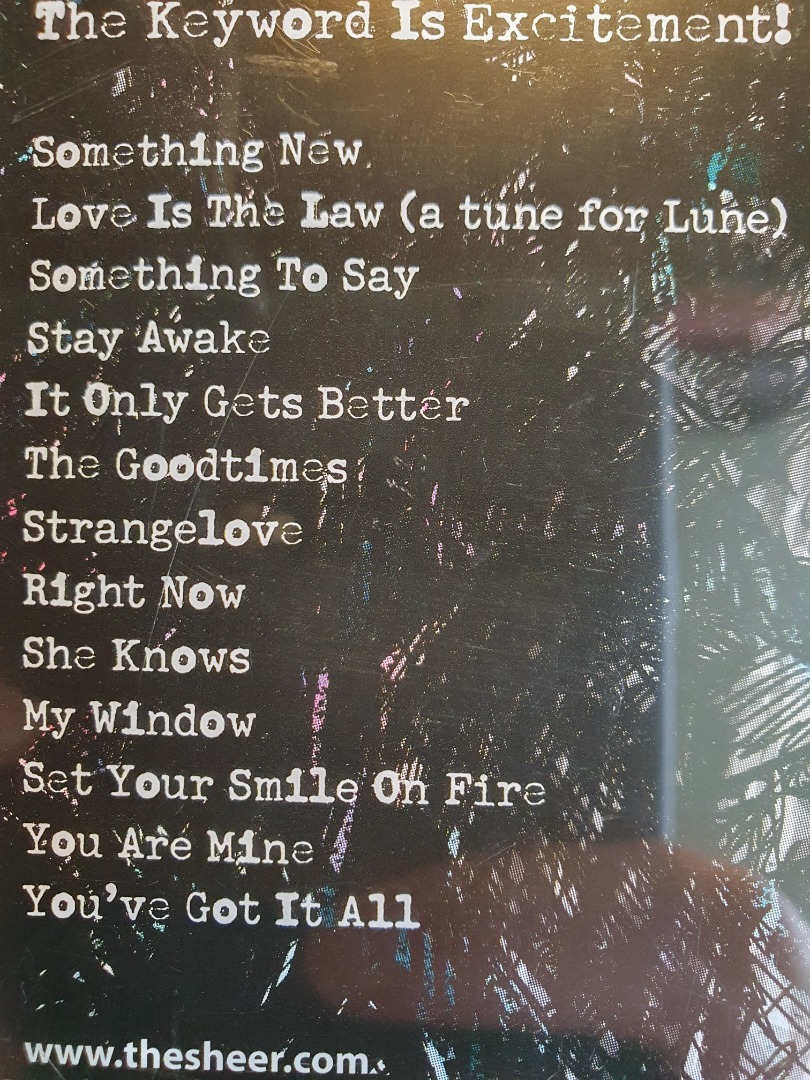 The Keyword Is Excitement!
Something New
Love Is The Law (a tune for Lune)
Something To Say
Stay Awake
It Only Gets Better
The Goodtimes
Strangelove
Right Now
She Knows
My Window
Set Your Smile On Fire
You Are Mine
You've Got It All
www.thesheer.com